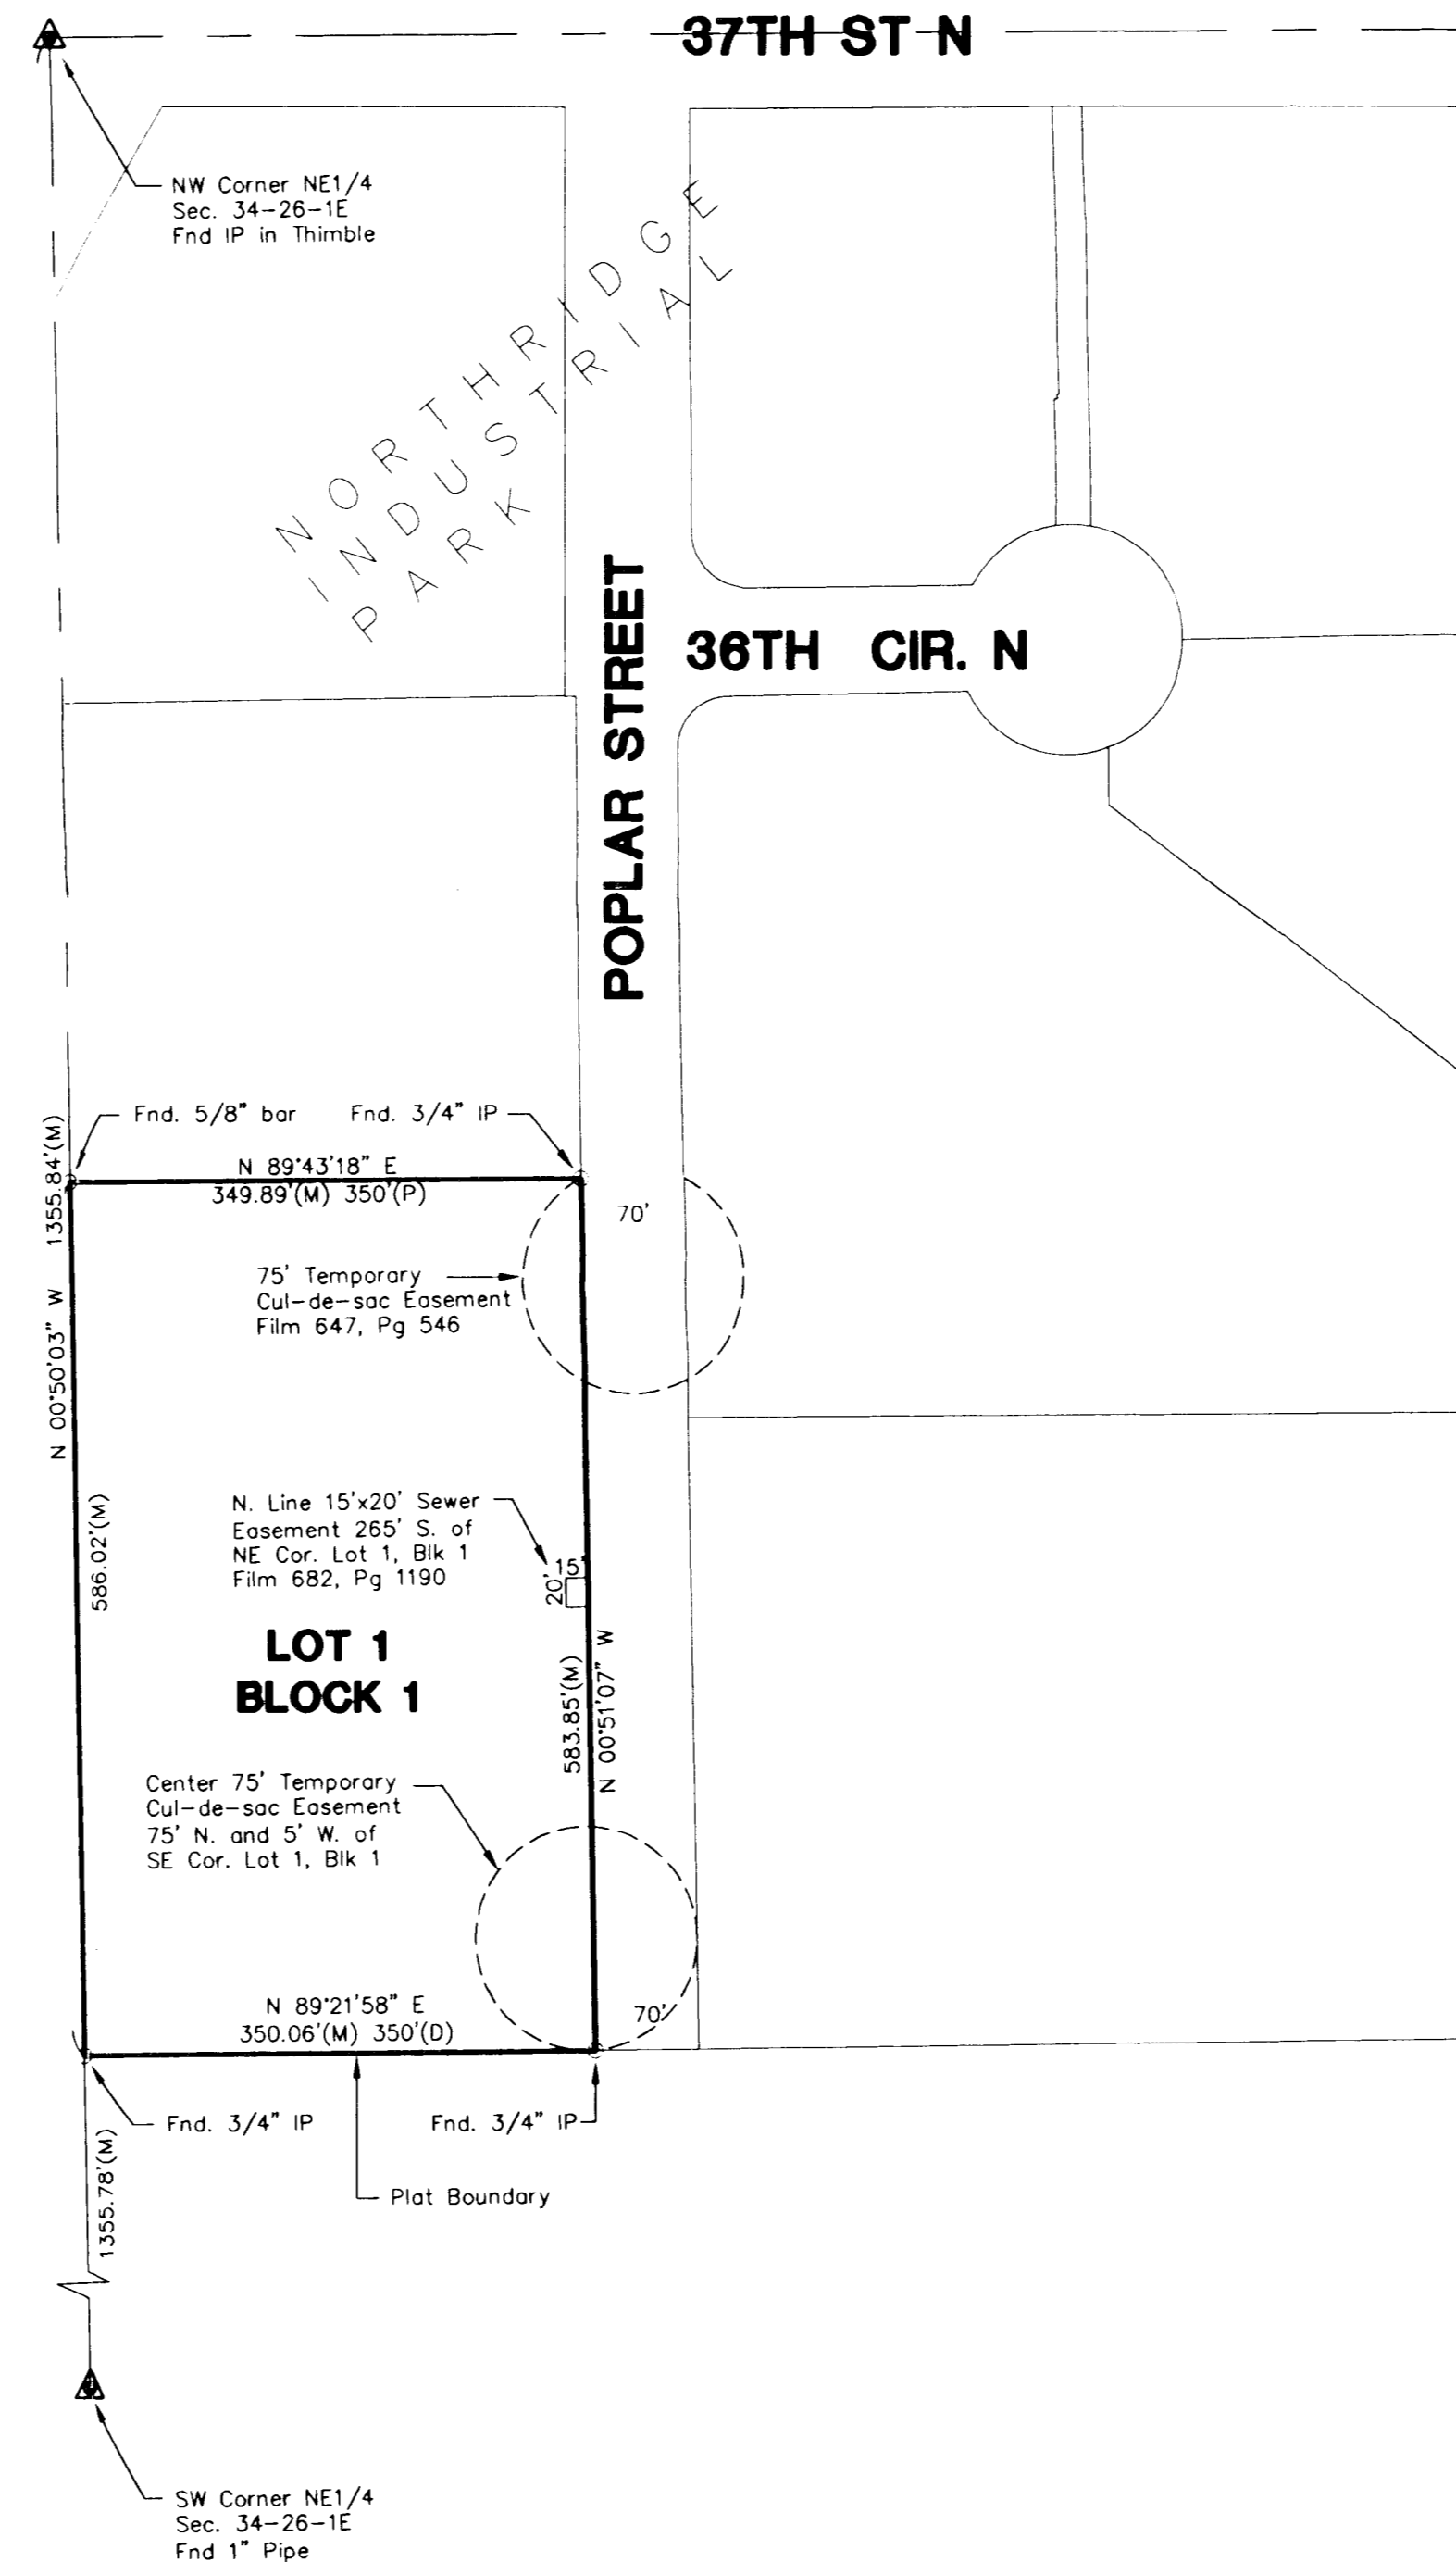 37TH ST N
NW Corner NE1/4
Sec. 34-26-1E
Fnd IP in Thimble
NORTHRIDGE
INDUSTRIAL
PARK
POPLAR STREET
36TH CIR. N
Fnd. 5/8" bar
Fnd. 3/4" IP
1355.84'(M)
N 89°43'18" E
349.89'(M) 350'(P)
70'
75' Temporary
Cul-de-sac Easement
Film 647, Pg 546
N 00°50'03" W
586.02'(M)
N. Line 15'x20' Sewer
Easement 265' S. of
NE Cor. Lot 1, Blk 1
Film 682, Pg 1190
15'
20'
LOT 1
BLOCK 1
583.85'(M)
N 00°51'07" W
Center 75' Temporary
Cul-de-sac Easement
75' N. and 5' W. of
SE Cor. Lot 1, Blk 1
N 89°21'58" E
350.06'(M) 350'(D)
70'
Fnd. 3/4" IP
Fnd. 3/4" IP
1355.78'(M)
Plat Boundary
SW Corner NE1/4
Sec. 34-26-1E
Fnd 1" Pipe